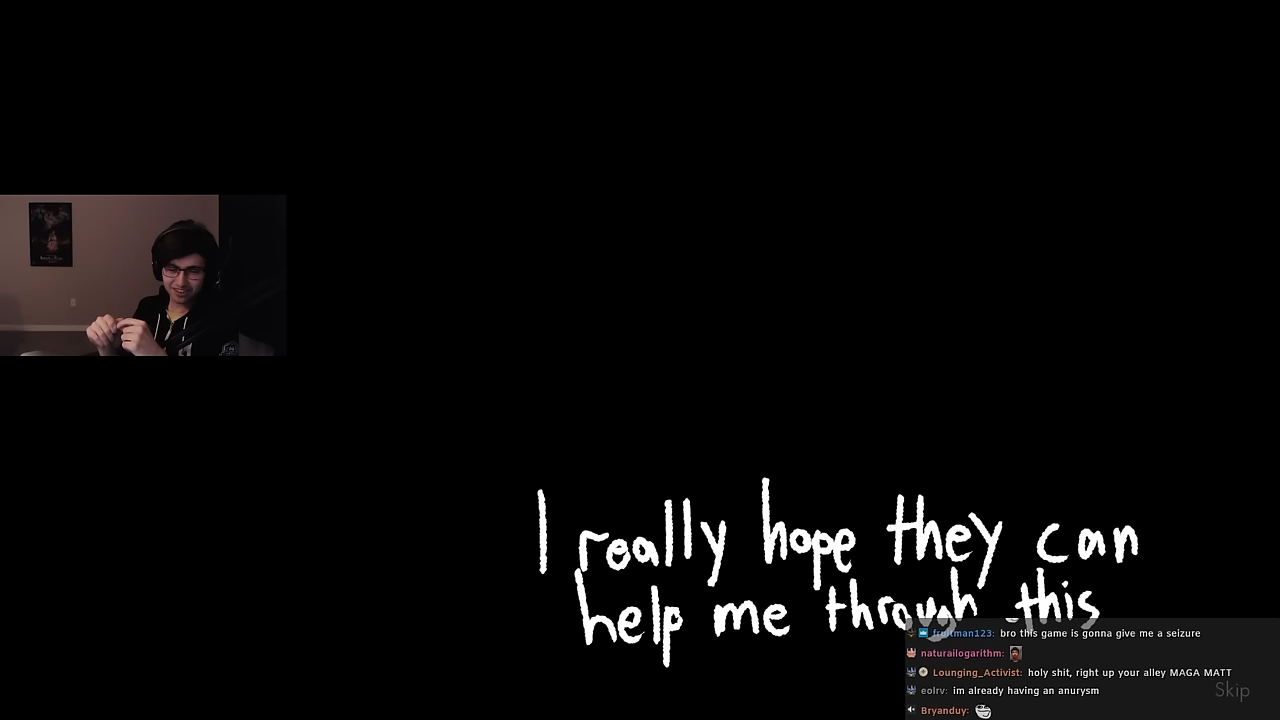 I really hope they can
help me through this
fruitman123: bro this game is gonna give me a seizure
naturailogarithm:
Lounging_Activist: holy shit, right up your alley MAGA MATT
eolrv: im already having an anurysm
Skip
Bryanduy: